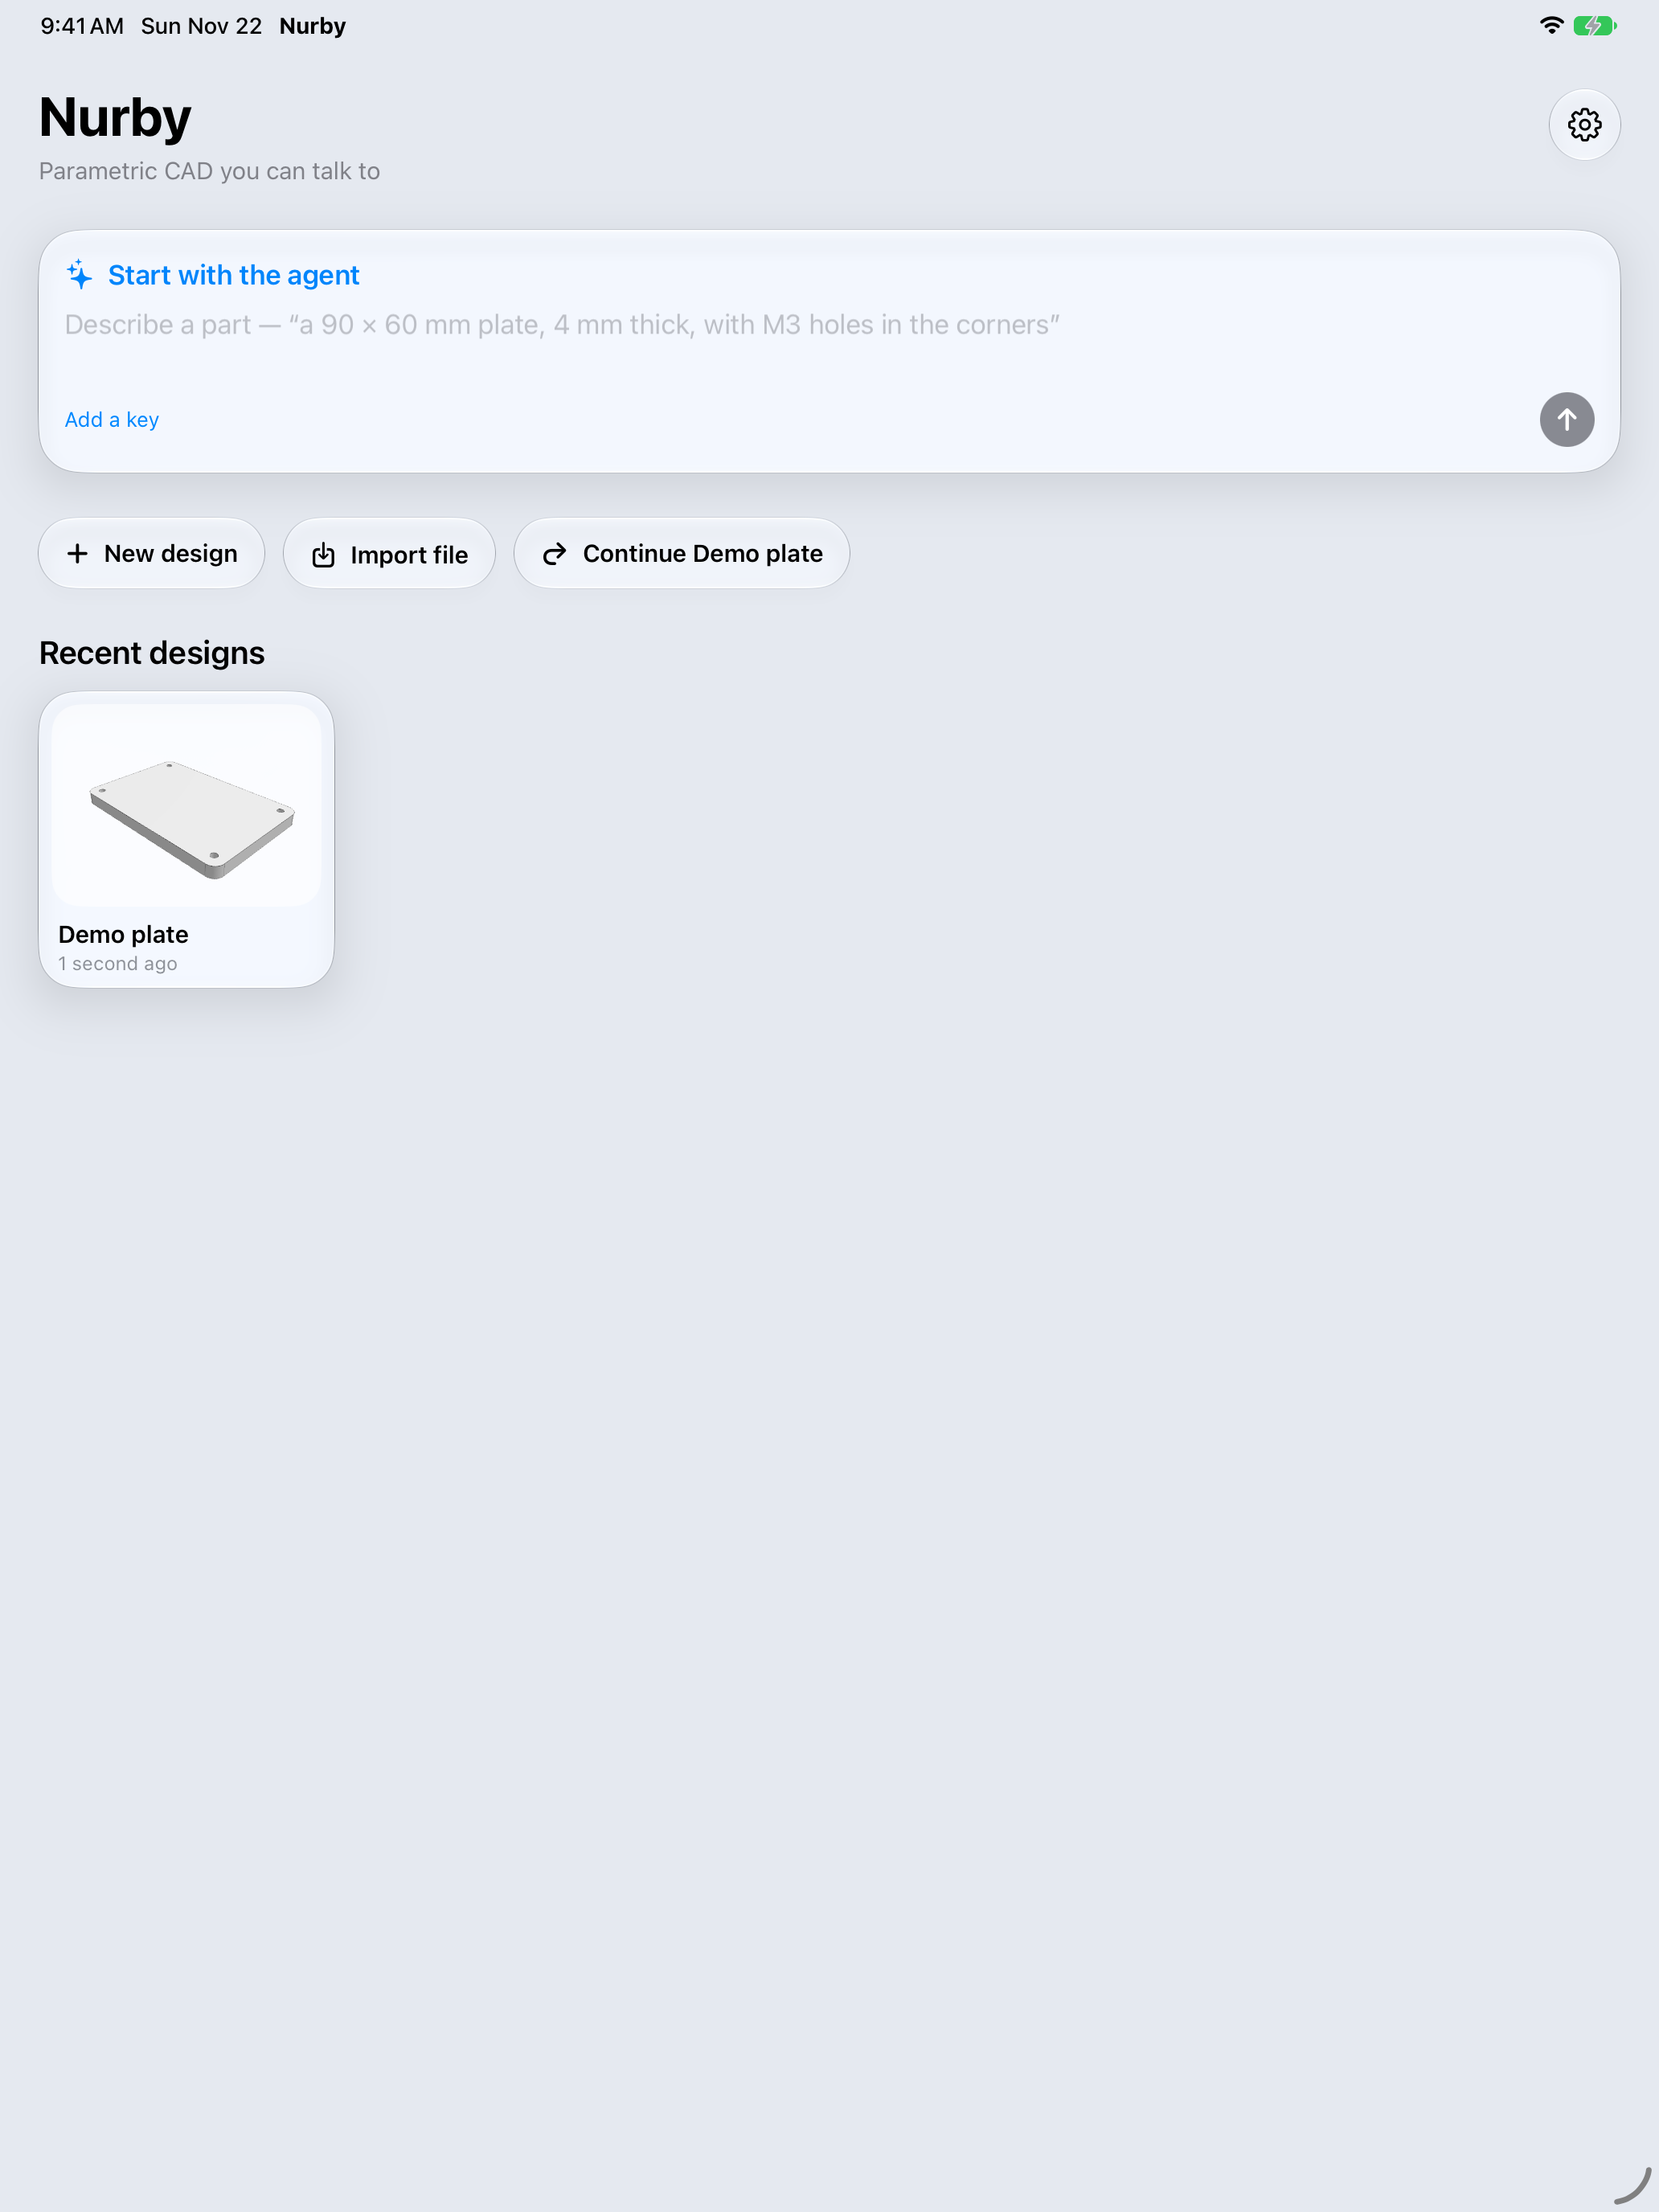 9:41 AM Sun Nov 22 Nurby
Nurby
Parametric CAD you can talk to
Start with the agent
Describe a part — “a 90 × 60 mm plate, 4 mm thick, with M3 holes in the corners”
Add a key
New design
Import file
Continue Demo plate
Recent designs
Demo plate
1 second ago